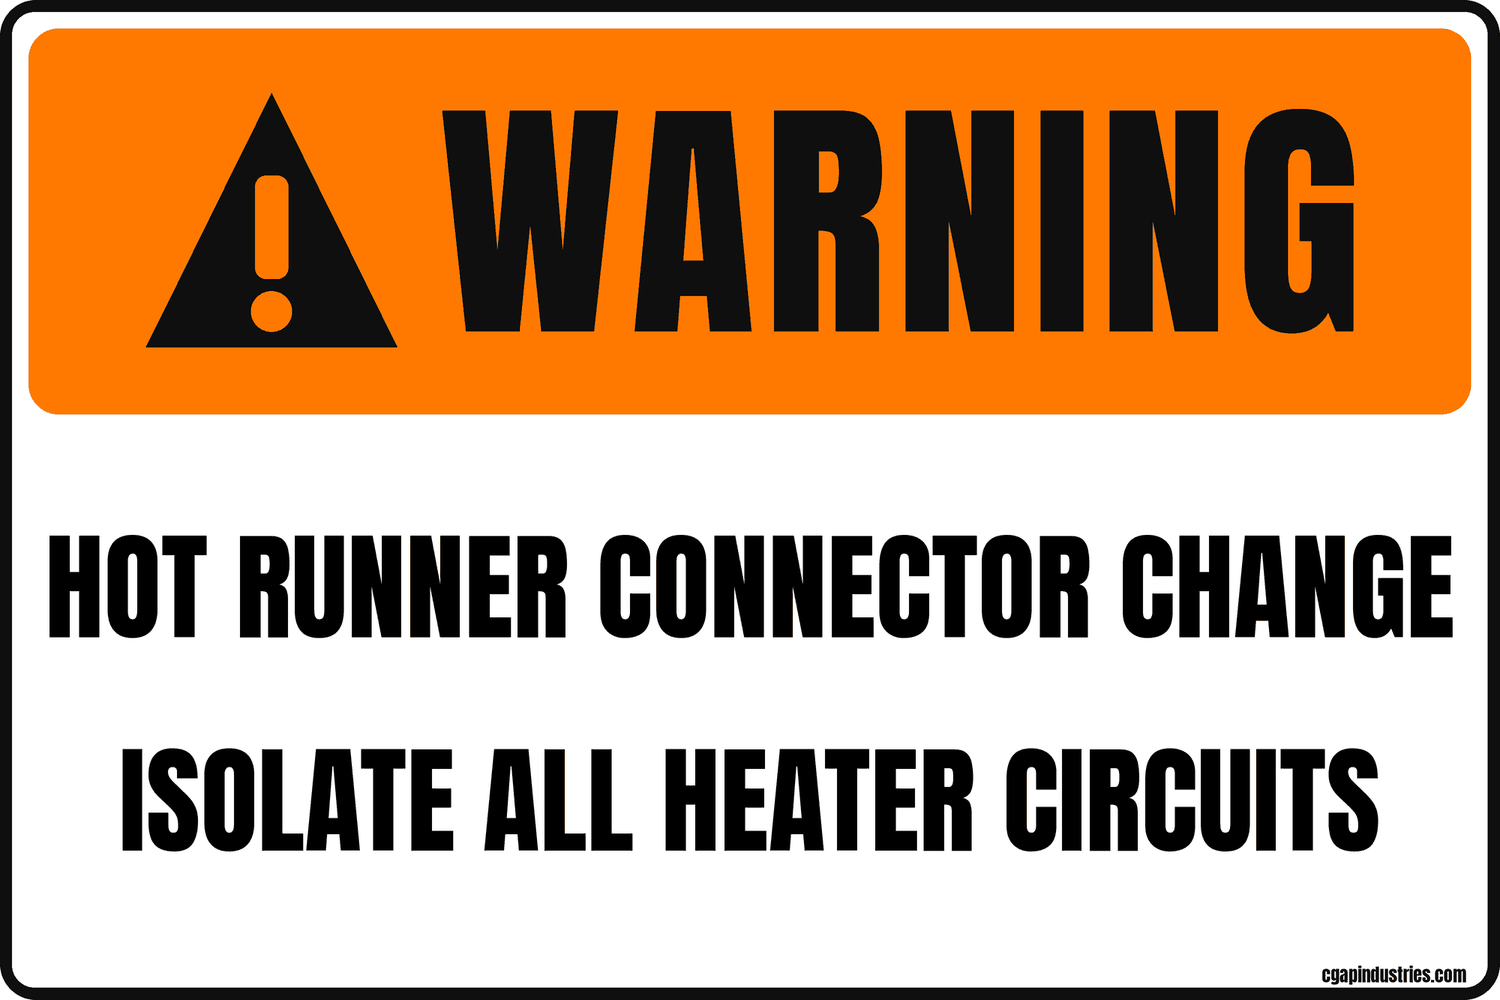 WARNING
HOT RUNNER CONNECTOR CHANGE
ISOLATE ALL HEATER CIRCUITS
cgapindustries.com